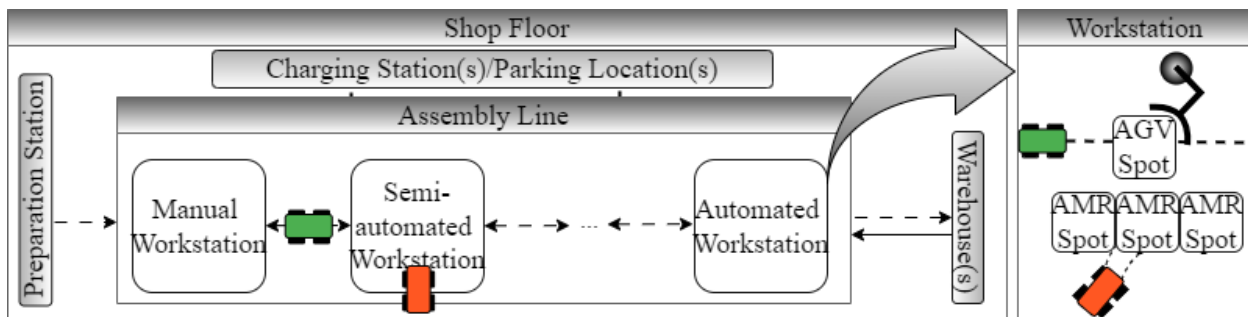 Shop Floor
Charging Station(s)/Parking Location(s)
Assembly Line
Preparation Station
Manual
Workstation
Semi-
automated
Workstation
...
Automated
Workstation
Warehouse(s)
Workstation
AGV
Spot
AMR
Spot
AMR
Spot
AMR
Spot